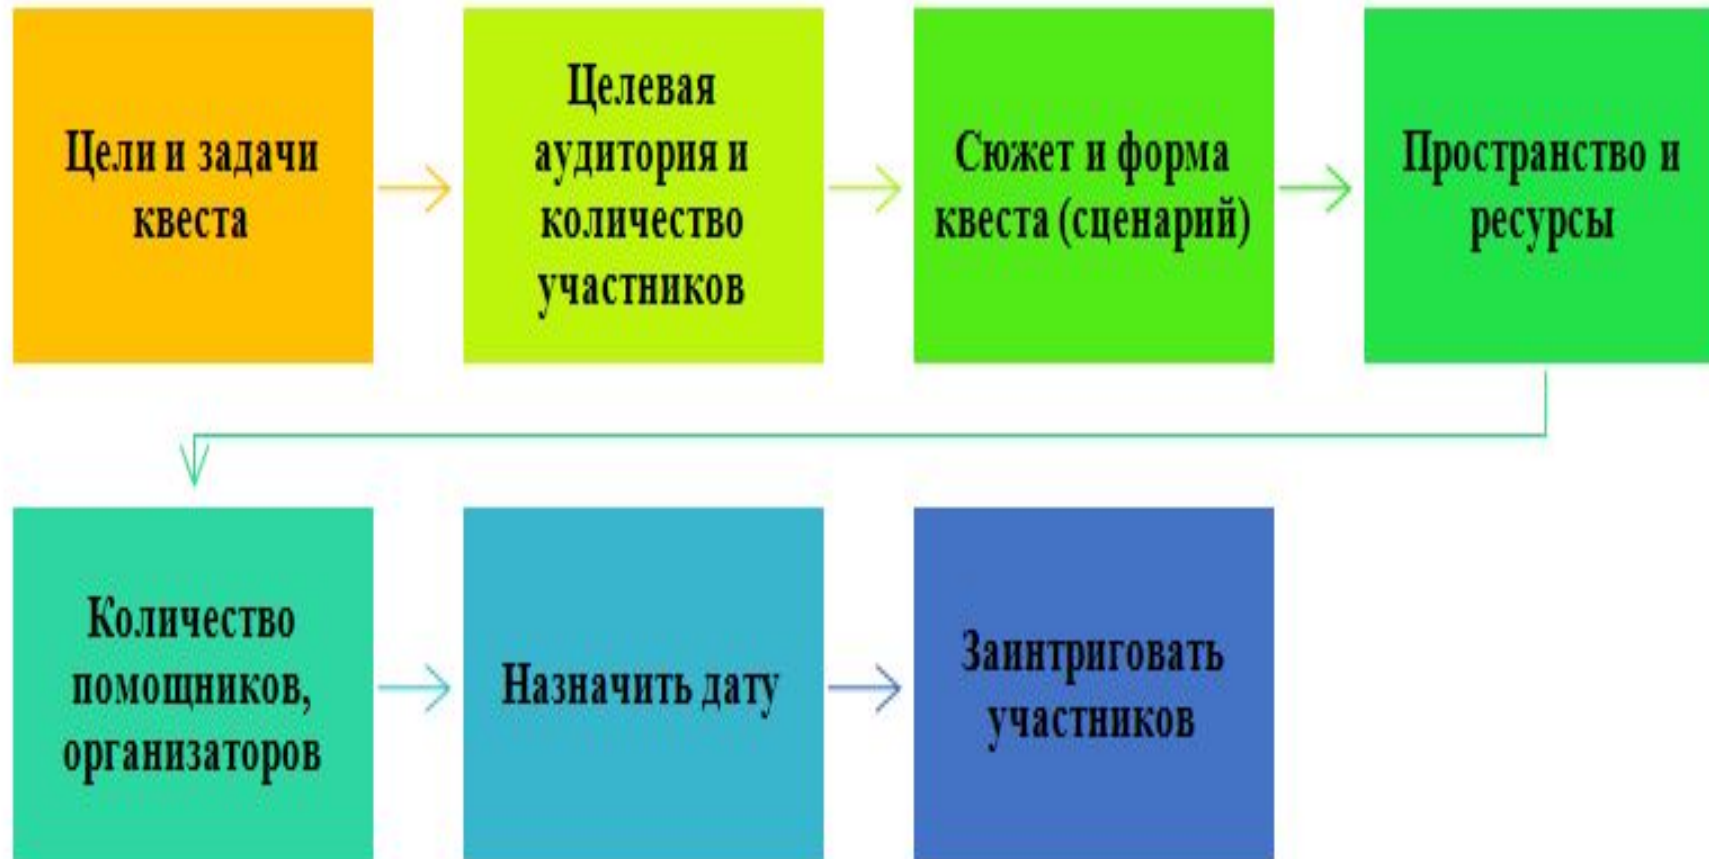 Цели и задачи
квеста
Целевая
аудитория и
количество
участников
Сюжет и форма
квеста (сценарий)
Пространство и
ресурсы
Количество
помощников,
организаторов
Назначить дату
Заинтриговать
участников